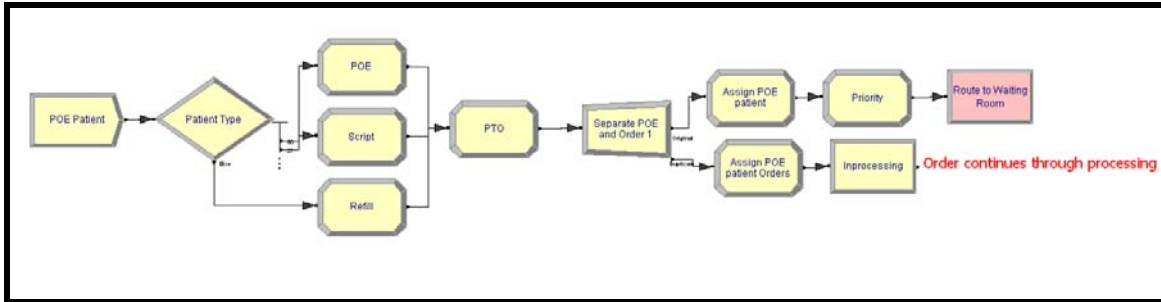 POE Patient
Patient Type
Else
POE
Script
Refill
PTO
Separate POE
and Order 1
Original
Duplicate
Assign POE
patient
Priority
Route to Waiting
Room
Assign POE
patient Orders
Inprocessing
Order continues through processing